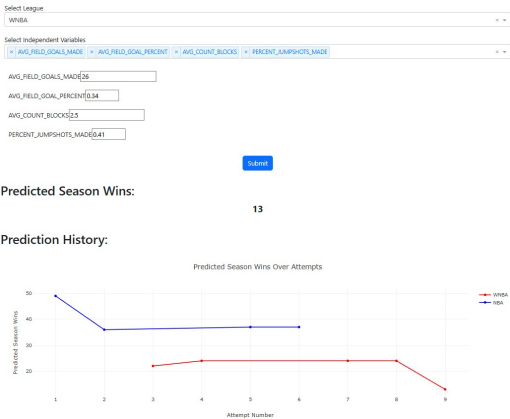 Select League
WNBA
Select Independent Variables
× AVG_FIELD_GOALS_MADE × AVG_FIELD_GOAL_PERCENT × AVG_COUNT_BLOCKS × PERCENT_JUMPSHOTS_MADE
AVG_FIELD_GOALS_MADE 26
AVG_FIELD_GOAL_PERCENT 0.34
AVG_COUNT_BLOCKS 2.5
PERCENT_JUMPSHOTS_MADE 0.41
Submit
Predicted Season Wins:
13
Prediction History:
Predicted Season Wins Over Attempts
WNBA
NBA
Predicted Season Wins
50
40
30
20
1 2 3 4 5 6 7 8 9
Attempt Number